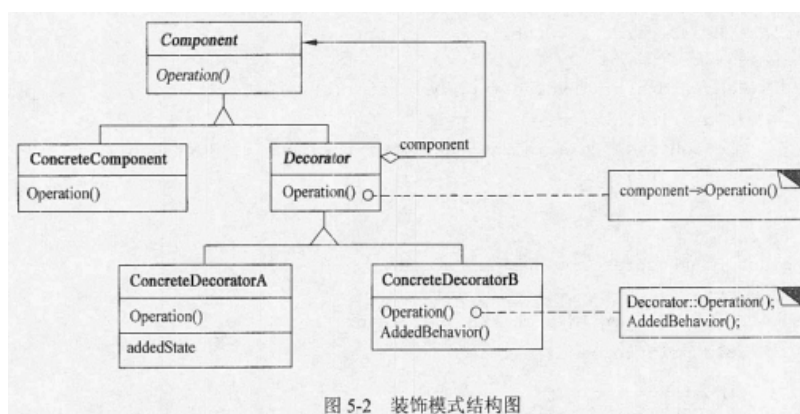 Component
Operation()
ConcreteComponent
Operation()
Decorator
Operation()
component
component->Operation()
ConcreteDecoratorA
Operation()
addedState
ConcreteDecoratorB
Operation()
AddedBehavior()
Decorator::Operation();
AddedBehavior();
图 5-2 装饰模式结构图